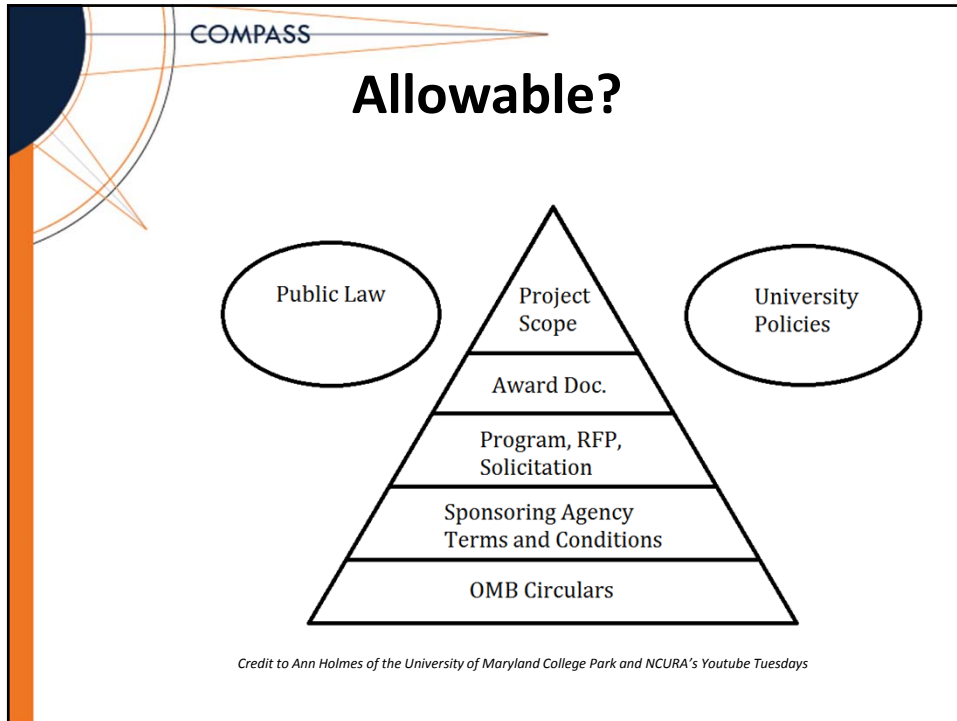 COMPASS
Allowable?
Public Law
Project
Scope
University
Policies
Award Doc.
Program, RFP,
Solicitation
Sponsoring Agency
Terms and Conditions
OMB Circulars
Credit to Ann Holmes of the University of Maryland College Park and NCURA’s Youtube Tuesdays